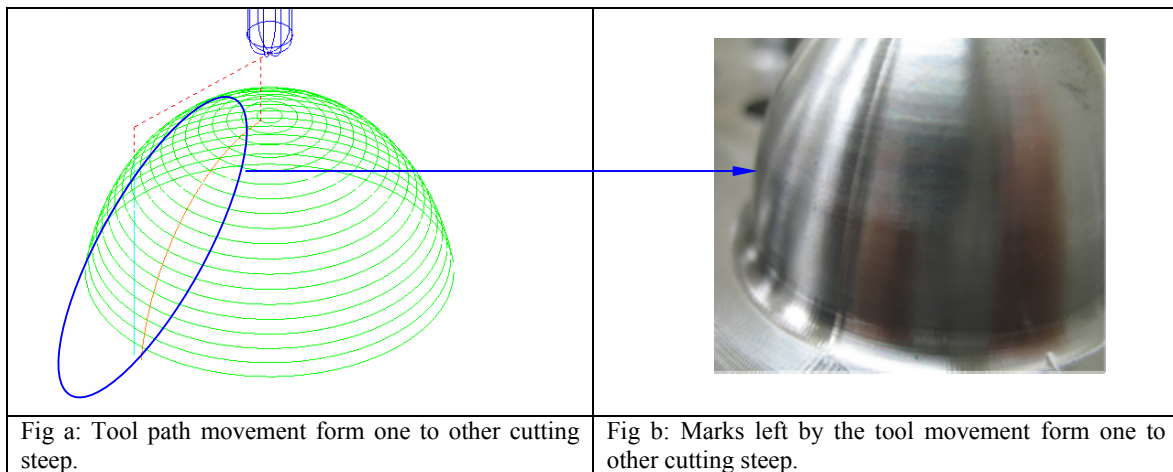 Fig a: Tool path movement form one to other cutting
steep.
Fig b: Marks left by the tool movement form one to
other cutting steep.